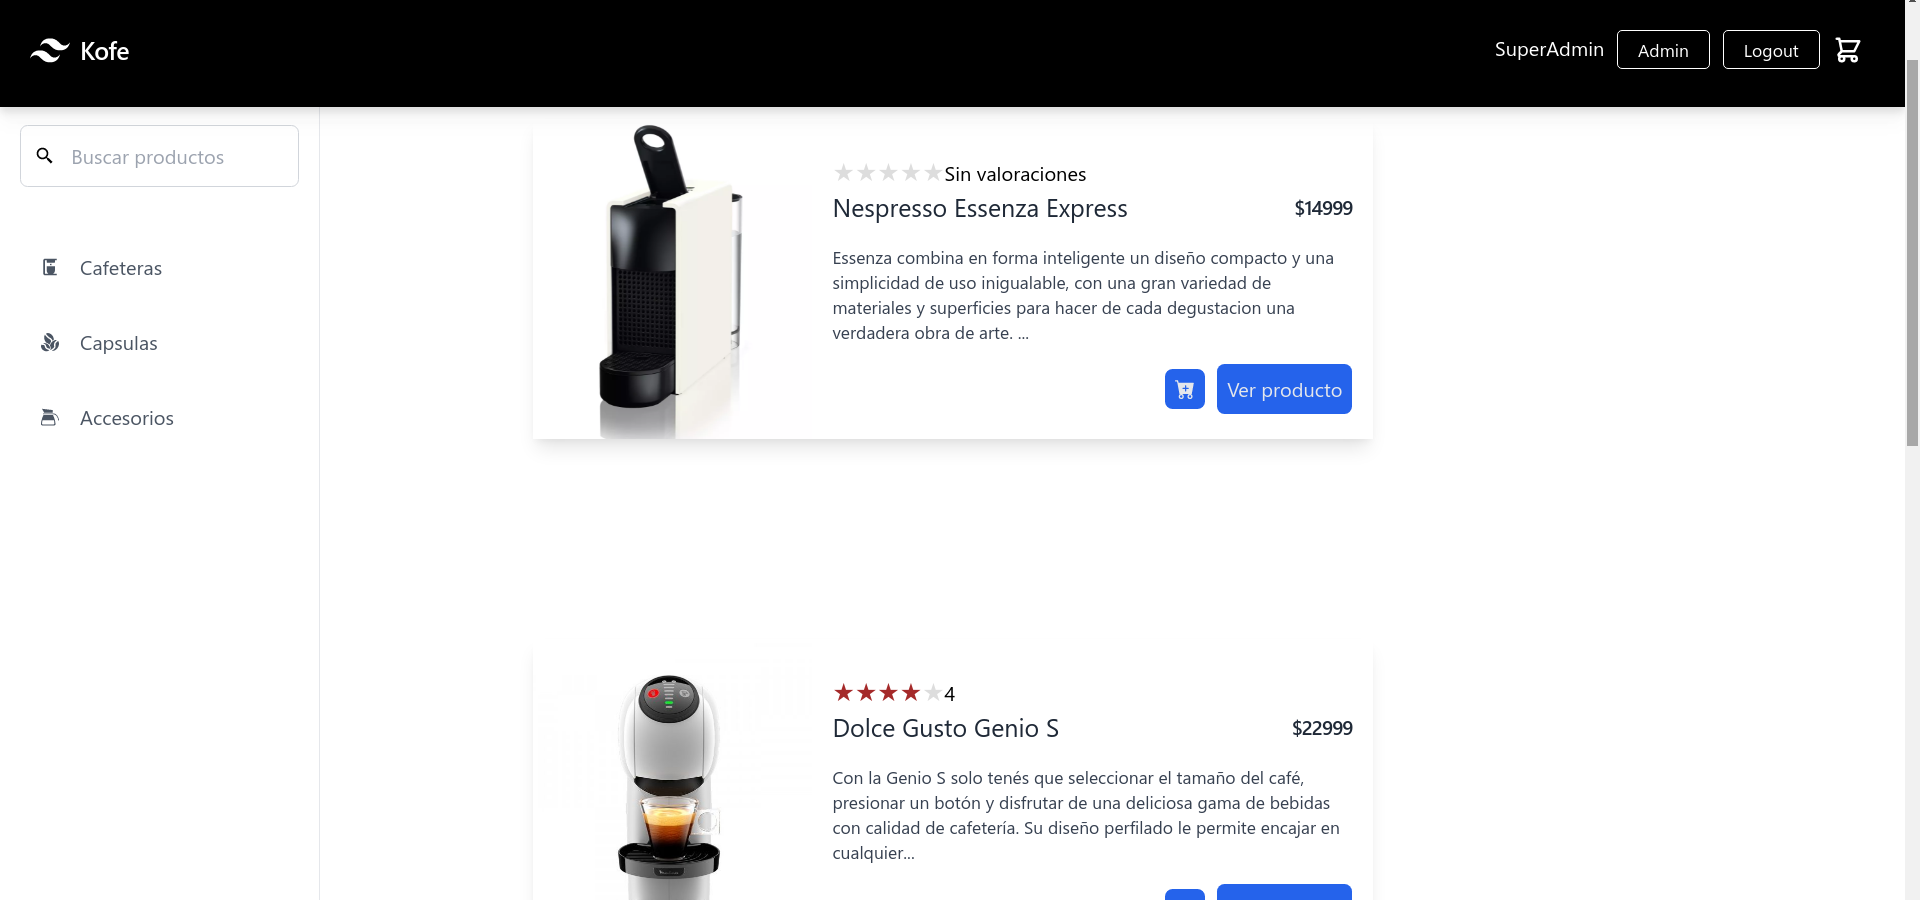 Kofe
SuperAdmin
Admin
Logout
Buscar productos
Cafeteras
Capsulas
Accesorios
Sin valoraciones
Nespresso Essenza Express
$14999
Essenza combina en forma inteligente un diseño compacto y una
simplicidad de uso inigualable, con una gran variedad de
materiales y superficies para hacer de cada degustacion una
verdadera obra de arte. ...
Ver producto
4
Dolce Gusto Genio S
$22999
Con la Genio S solo tenés que seleccionar el tamaño del café,
presionar un botón y disfrutar de una deliciosa gama de bebidas
con calidad de cafetería. Su diseño perfilado le permite encajar en
cualquier...